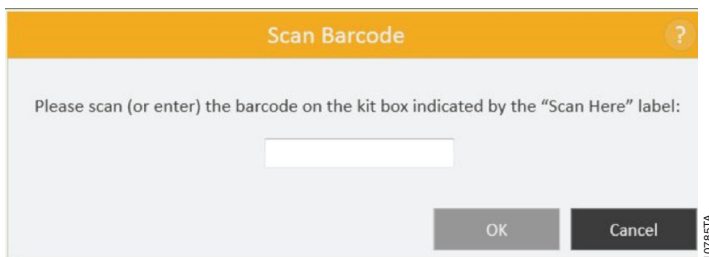 Scan Barcode
?
Please scan (or enter) the barcode on the kit box indicated by the “Scan Here” label:
OK
Cancel